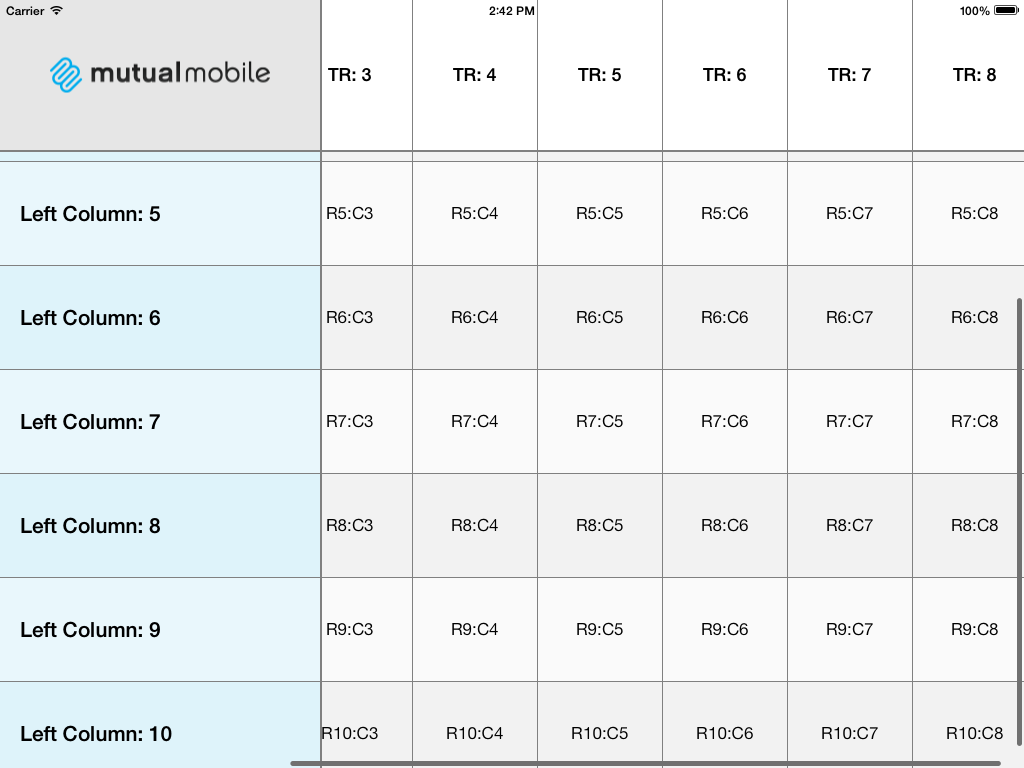 Carrier 2:42 PM 100%
mutualmobile TR: 3 TR: 4 TR: 5 TR: 6 TR: 7 TR: 8
Left Column: 5 R5:C3 R5:C4 R5:C5 R5:C6 R5:C7 R5:C8
Left Column: 6 R6:C3 R6:C4 R6:C5 R6:C6 R6:C7 R6:C8
Left Column: 7 R7:C3 R7:C4 R7:C5 R7:C6 R7:C7 R7:C8
Left Column: 8 R8:C3 R8:C4 R8:C5 R8:C6 R8:C7 R8:C8
Left Column: 9 R9:C3 R9:C4 R9:C5 R9:C6 R9:C7 R9:C8
Left Column: 10 R10:C3 R10:C4 R10:C5 R10:C6 R10:C7 R10:C8